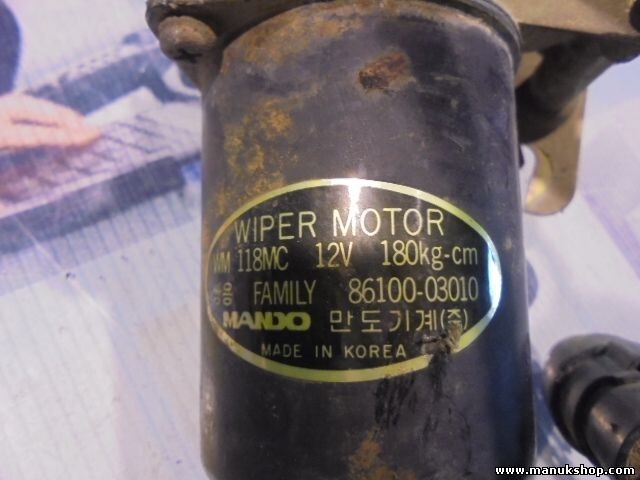 WIPER MOTOR
WM 118MC 12V 180kg-cm
FAMILY 86100-03010
MANDO 만도기계(주)
MADE IN KOREA
www.manukshop.com